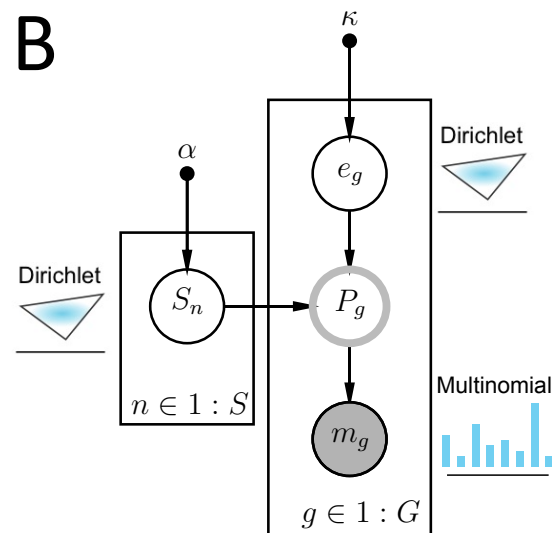 B
κ
α
e_g
Dirichlet
Dirichlet
S_n
P_g
Multinomial
n ∈ 1 : S
m_g
g ∈ 1 : G